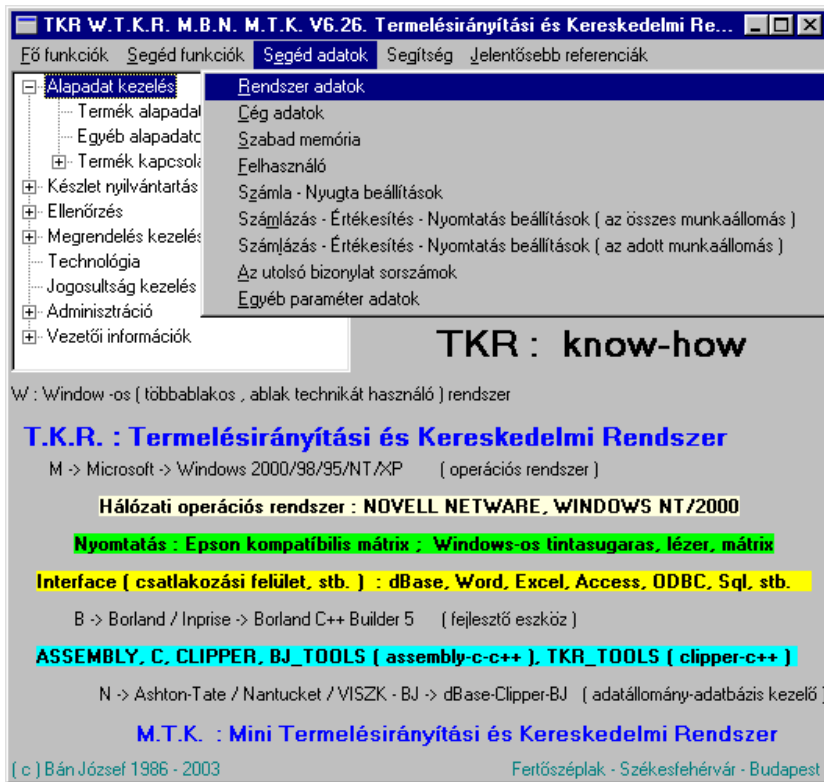 TKR W.T.K.R. M.B.N. M.T.K. V6.26. Termelésirányítási és Kereskedelmi Re...
Fő funkciók Segéd funkciók Segéd adatok Segítség Jelentősebb referenciák
Alapadat kezelés
Termék alapadat
Egyéb alapadato
Termék kapcsola
Készlet nyilvántartás
Ellenőrzés
Megrendelés kezelés
Technológia
Jogosultság kezelés
Adminisztráció
Vezetői információk
Rendszer adatok
Cég adatok
Szabad memória
Felhasználó
Számla - Nyugta beállítások
Számlázás - Értékesítés - Nyomtatás beállítások ( az összes munkaállomás )
Számlázás - Értékesítés - Nyomtatás beállítások ( az adott munkaállomás )
Az utolsó bizonylat sorszámok
Egyéb paraméter adatok
TKR : know-how
W : Window -os ( többablakos , ablak technikát használó ) rendszer
T.K.R. : Termelésirányítási és Kereskedelmi Rendszer
M -> Microsoft -> Windows 2000/98/95/NT/XP ( operációs rendszer )
Hálózati operációs rendszer : NOVELL NETWARE, WINDOWS NT/2000
Nyomtatás : Epson kompatíbilis mátrix ; Windows-os tintasugaras, lézer, mátrix
Interface ( csatlakozási felület, stb. ) : dBase, Word, Excel, Access, ODBC, Sql, stb.
B -> Borland / Inprise -> Borland C++ Builder 5 ( fejlesztő eszköz )
ASSEMBLY, C, CLIPPER, BJ_TOOLS ( assembly-c-c++ ), TKR_TOOLS ( clipper-c++ )
N -> Ashton-Tate / Nantucket / VISZK - BJ -> dBase-Clipper-BJ ( adatállomány-adatbázis kezelő )
M.T.K. : Mini Termelésirányítási és Kereskedelmi Rendszer
( c ) Bán József 1986 - 2003 Fertőszéplak - Székesfehérvár - Budapest